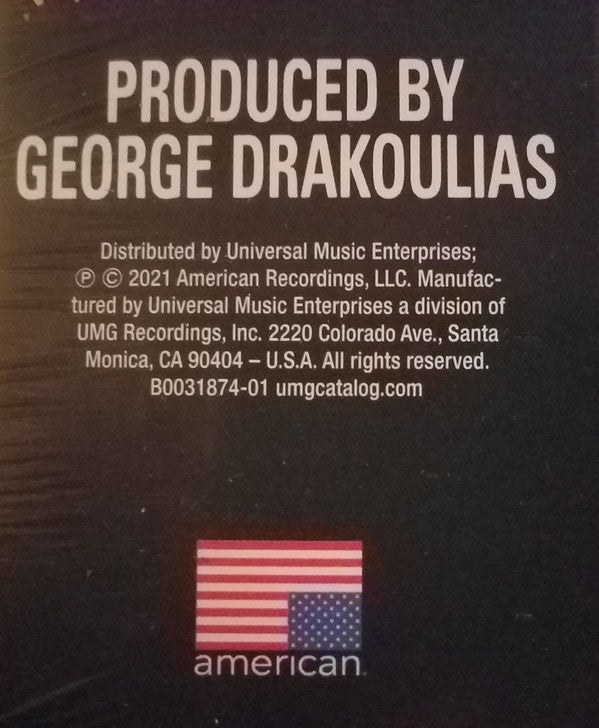 PRODUCED BY
GEORGE DRAKOULIAS
Distributed by Universal Music Enterprises;
℗ © 2021 American Recordings, LLC. Manufac-
tured by Universal Music Enterprises a division of
UMG Recordings, Inc. 2220 Colorado Ave., Santa
Monica, CA 90404 – U.S.A. All rights reserved.
B0031874-01 umgcatalog.com
american